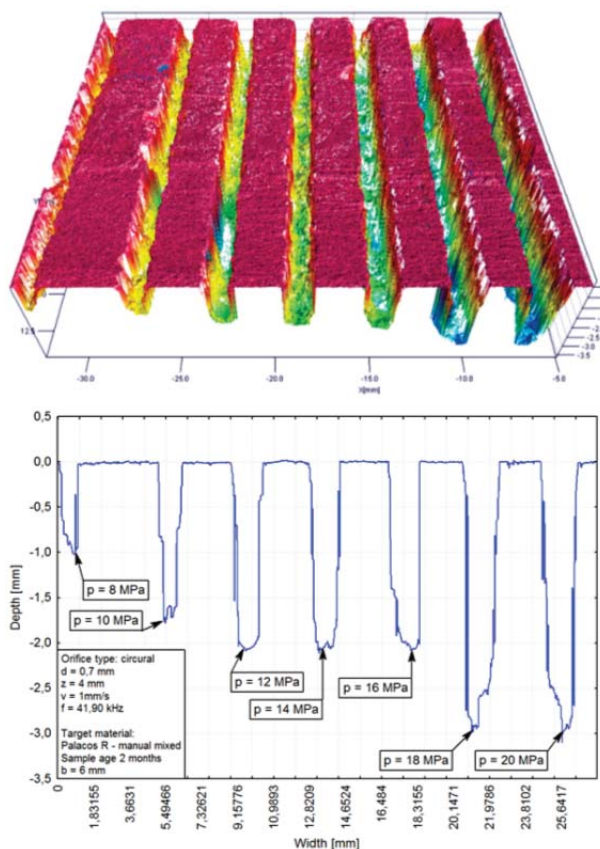 12.5
-30.0
-25.0
-20.0
-15.0
-10.0
-5.0
X[mm]
-2.5
-3.0
-3.5
0,5
0,0
-0,5
-1,0
-1,5
-2,0
-2,5
-3,0
-3,5
Depth [mm]
p = 8 MPa
p = 10 MPa
p = 12 MPa
p = 14 MPa
p = 16 MPa
p = 18 MPa
p = 20 MPa
Orifice type: circural
d = 0,7 mm
z = 4 mm
v = 1mm/s
f = 41,90 kHz
Target material:
Palacos R - manual mixed
Sample age 2 months
b = 6 mm
0
1,83155
3,6631
5,49466
7,32621
9,15776
10,9893
12,8209
14,6524
16,484
18,3155
20,1471
21,9786
23,8102
25,6417
Width [mm]